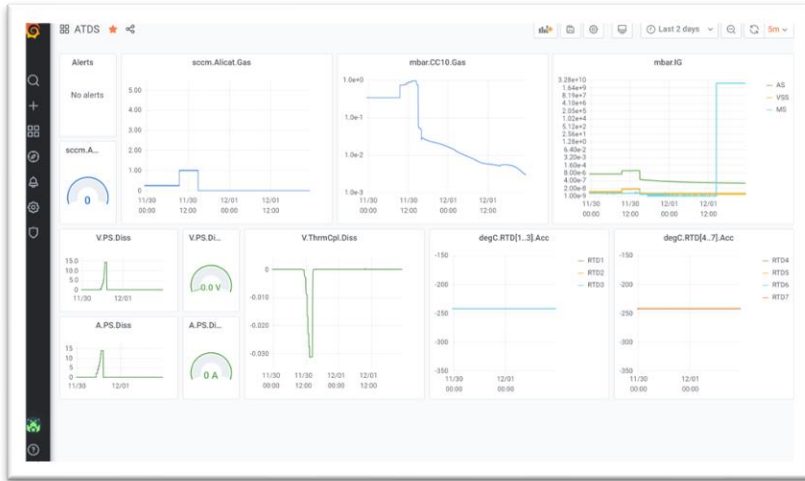 ATDS
Last 2 days
5m
Alerts
No alerts
sccm.Alicat.Gas
5.00
4.00
3.00
2.00
1.00
0
11/30 00:00
11/30 12:00
12/01 00:00
12/01 12:00
mbar.CC10.Gas
1.0e+0
1.0e-1
1.0e-2
1.0e-3
11/30 00:00
11/30 12:00
12/01 00:00
12/01 12:00
mbar.IG
3.28e+10
1.64e+9
8.19e+7
4.10e+6
2.05e+5
1.02e+4
5.12e+2
2.56e+1
1.28e+0
6.40e-2
3.20e-3
1.60e-4
4.00e-7
2.00e-8
1.00e-9
11/30 00:00
11/30 12:00
12/01 00:00
12/01 12:00
AS
VSS
MS
sccm.A...
0
V.PS.Diss
15.0
10.0
5.0
0
11/30
12/01
V.PS.Di...
0.0 V
V.ThrmCpl.Diss
0
-0.010
-0.020
-0.030
11/30 00:00
11/30 12:00
12/01 00:00
12/01 12:00
degC.RTD[1..3].Acc
-150
-200
-250
-300
-350
11/30 00:00
12/01 00:00
RTD1
RTD2
RTD3
degC.RTD[4..7].Acc
-150
-200
-250
-300
-350
11/30 00:00
12/01 00:00
RTD4
RTD5
RTD6
RTD7
A.PS.Diss
15
10
5
0
11/30
12/01
A.PS.Di...
0 A